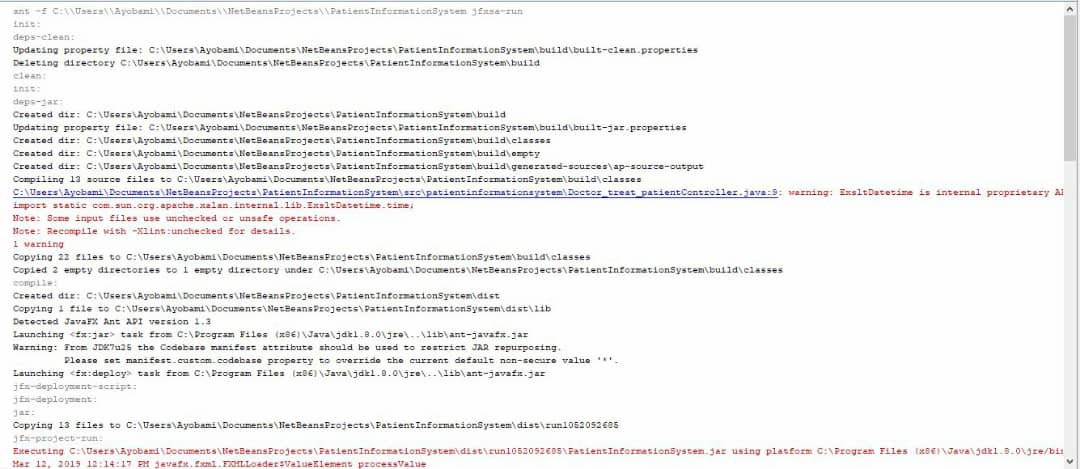 ant -f C:\\Users\\Ayobami\\Documents\\NetBeansProjects\\PatientInformationSystem jfxsa-run
init:
deps-clean:
Updating property file: C:\Users\Ayobami\Documents\NetBeansProjects\PatientInformationSystem\build\built-clean.properties
Deleting directory C:\Users\Ayobami\Documents\NetBeansProjects\PatientInformationSystem\build
clean:
init:
deps-jar:
Created dir: C:\Users\Ayobami\Documents\NetBeansProjects\PatientInformationSystem\build
Updating property file: C:\Users\Ayobami\Documents\NetBeansProjects\PatientInformationSystem\build\built-jar.properties
Created dir: C:\Users\Ayobami\Documents\NetBeansProjects\PatientInformationSystem\build\classes
Created dir: C:\Users\Ayobami\Documents\NetBeansProjects\PatientInformationSystem\build\empty
Created dir: C:\Users\Ayobami\Documents\NetBeansProjects\PatientInformationSystem\build\generated-sources\ap-source-output
Compiling 13 source files to C:\Users\Ayobami\Documents\NetBeansProjects\PatientInformationSystem\build\classes
C:\Users\Ayobami\Documents\NetBeansProjects\PatientInformationSystem\src\patientinformationsystem\Doctor_treat_patientController.java:9: warning: ExsltDatetime is internal proprietary A
import static com.sun.org.apache.xalan.internal.lib.ExsltDatetime.time;
Note: Some input files use unchecked or unsafe operations.
Note: Recompile with -Xlint:unchecked for details.
1 warning
Copying 22 files to C:\Users\Ayobami\Documents\NetBeansProjects\PatientInformationSystem\build\classes
Copied 2 empty directories to 1 empty directory under C:\Users\Ayobami\Documents\NetBeansProjects\PatientInformationSystem\build\classes
compile:
Created dir: C:\Users\Ayobami\Documents\NetBeansProjects\PatientInformationSystem\dist
Copying 1 file to C:\Users\Ayobami\Documents\NetBeansProjects\PatientInformationSystem\dist\lib
Detected JavaFX Ant API version 1.3
Launching <fx:jar> task from C:\Program Files (x86)\Java\jdk1.8.0\jre\..\lib\ant-javafx.jar
Warning: From JDK7u25 the Codebase manifest attribute should be used to restrict JAR repurposing.
Please set manifest.custom.codebase property to override the current default non-secure value '*'.
Launching <fx:deploy> task from C:\Program Files (x86)\Java\jdk1.8.0\jre\..\lib\ant-javafx.jar
jfx-deployment-script:
jfx-deployment:
jar:
Copying 13 files to C:\Users\Ayobami\Documents\NetBeansProjects\PatientInformationSystem\dist\run1052092685
jfx-project-run:
Executing C:\Users\Ayobami\Documents\NetBeansProjects\PatientInformationSystem\dist\run1052092685\PatientInformationSystem.jar using platform C:\Program Files (x86)\Java\jdk1.8.0\jre/bi
Mar 12, 2019 12:14:17 PM javafx.fxml.FXMLLoader$ValueElement processValue